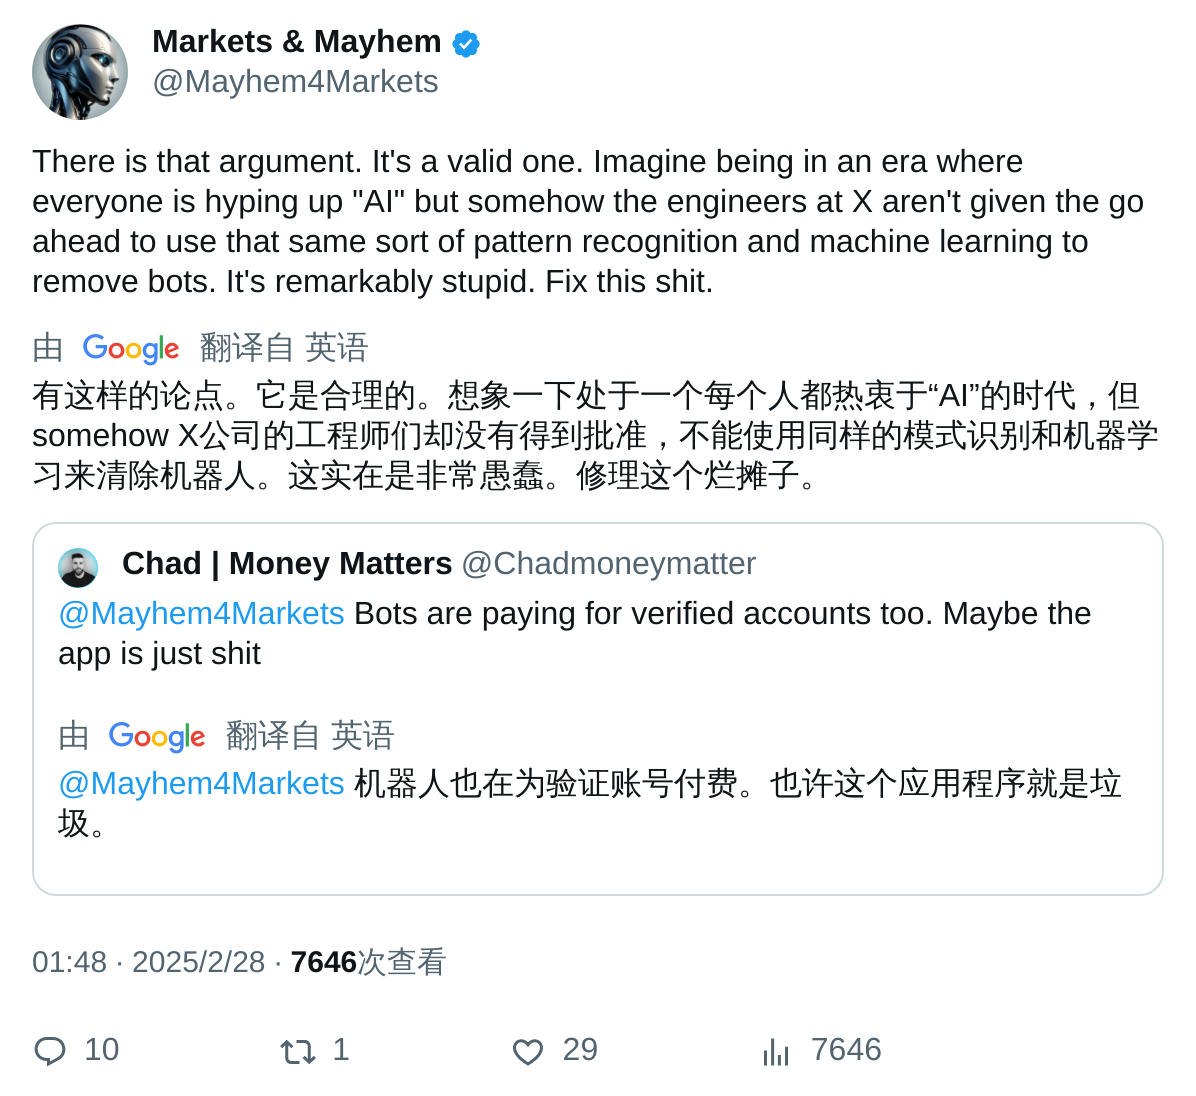 Markets & Mayhem
@Mayhem4Markets
There is that argument. It's a valid one. Imagine being in an era where
everyone is hyping up "AI" but somehow the engineers at X aren't given the go
ahead to use that same sort of pattern recognition and machine learning to
remove bots. It's remarkably stupid. Fix this shit.
由 Google 翻译自 英语
有这样的论点。它是合理的。想象一下处于一个每个人都热衷于“AI”的时代，但
somehow X公司的工程师们却没有得到批准，不能使用同样的模式识别和机器学
习来清除机器人。这实在是非常愚蠢。修理这个烂摊子。
Chad | Money Matters @Chadmoneymatter
@Mayhem4Markets Bots are paying for verified accounts too. Maybe the
app is just shit
由 Google 翻译自 英语
@Mayhem4Markets 机器人也在为验证账号付费。也许这个应用程序就是垃
圾。
01:48 · 2025/2/28 · 7646次查看
10 1 29 7646